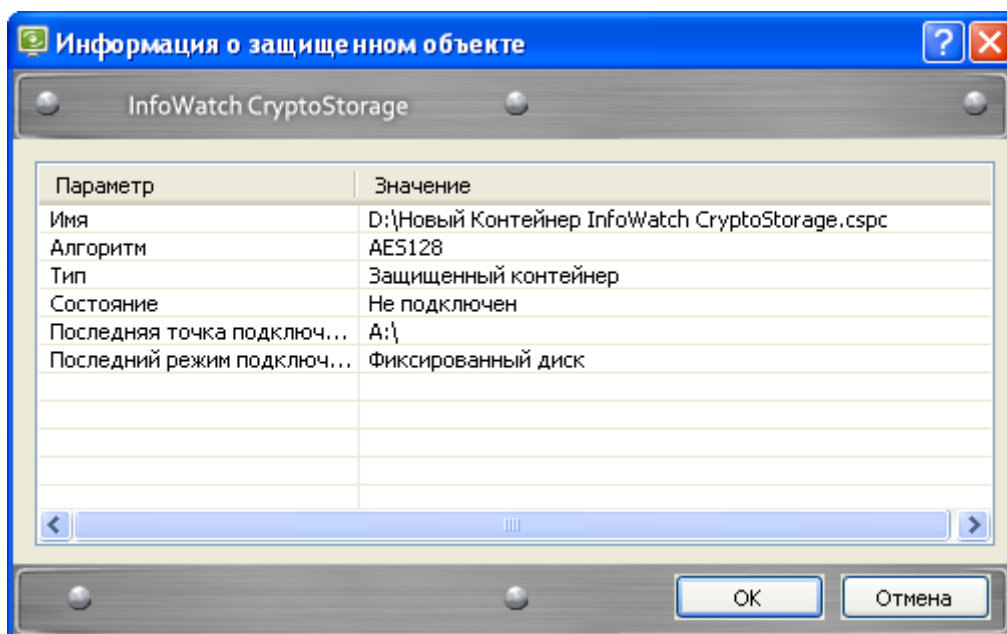 Информация о защищенном объекте
InfoWatch CryptoStorage
Параметр Значение
Имя D:\Новый Контейнер InfoWatch CryptoStorage.cspc
Алгоритм AES128
Тип Защищенный контейнер
Состояние Не подключен
Последняя точка подключ... A:\
Последний режим подключ... Фиксированный диск
OK Отмена